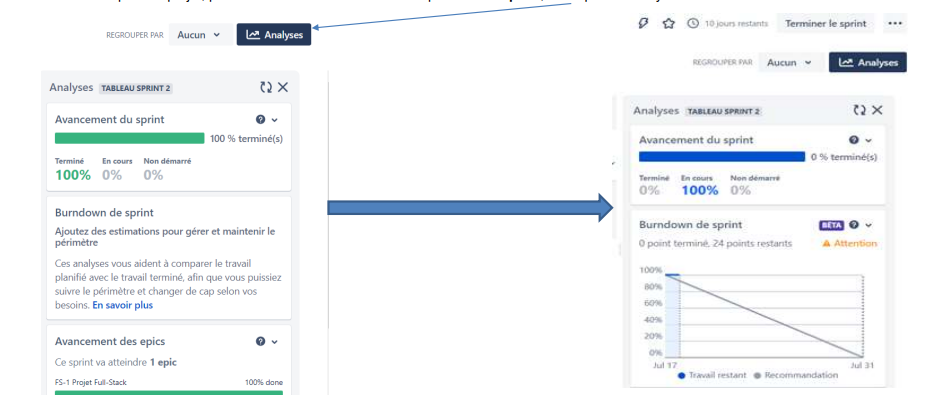 10 jours restants Terminer le sprint
REGROUPER PAR Aucun Analyses
REGROUPER PAR Aucun Analyses
Analyses TABLEAU SPRINT 2
Avancement du sprint
100 % terminé(s)
Terminé En cours Non démarré
100% 0% 0%
Burndown de sprint
Ajoutez des estimations pour gérer et maintenir le
périmètre
Ces analyses vous aident à comparer le travail
planifié avec le travail terminé, afin que vous puissiez
suivre le périmètre et changer de cap selon vos
besoins. En savoir plus
Avancement des epics
Ce sprint va atteindre 1 epic
FS-1 Projet Full-Stack 100% done
Analyses TABLEAU SPRINT 2
Avancement du sprint
0 % terminé(s)
Terminé En cours Non démarré
0% 100% 0%
Burndown de sprint BÊTA
0 point terminé, 24 points restants Attention
100%
80%
60%
40%
20%
0%
Jul 17 Jul 31
Travail restant Recommandation